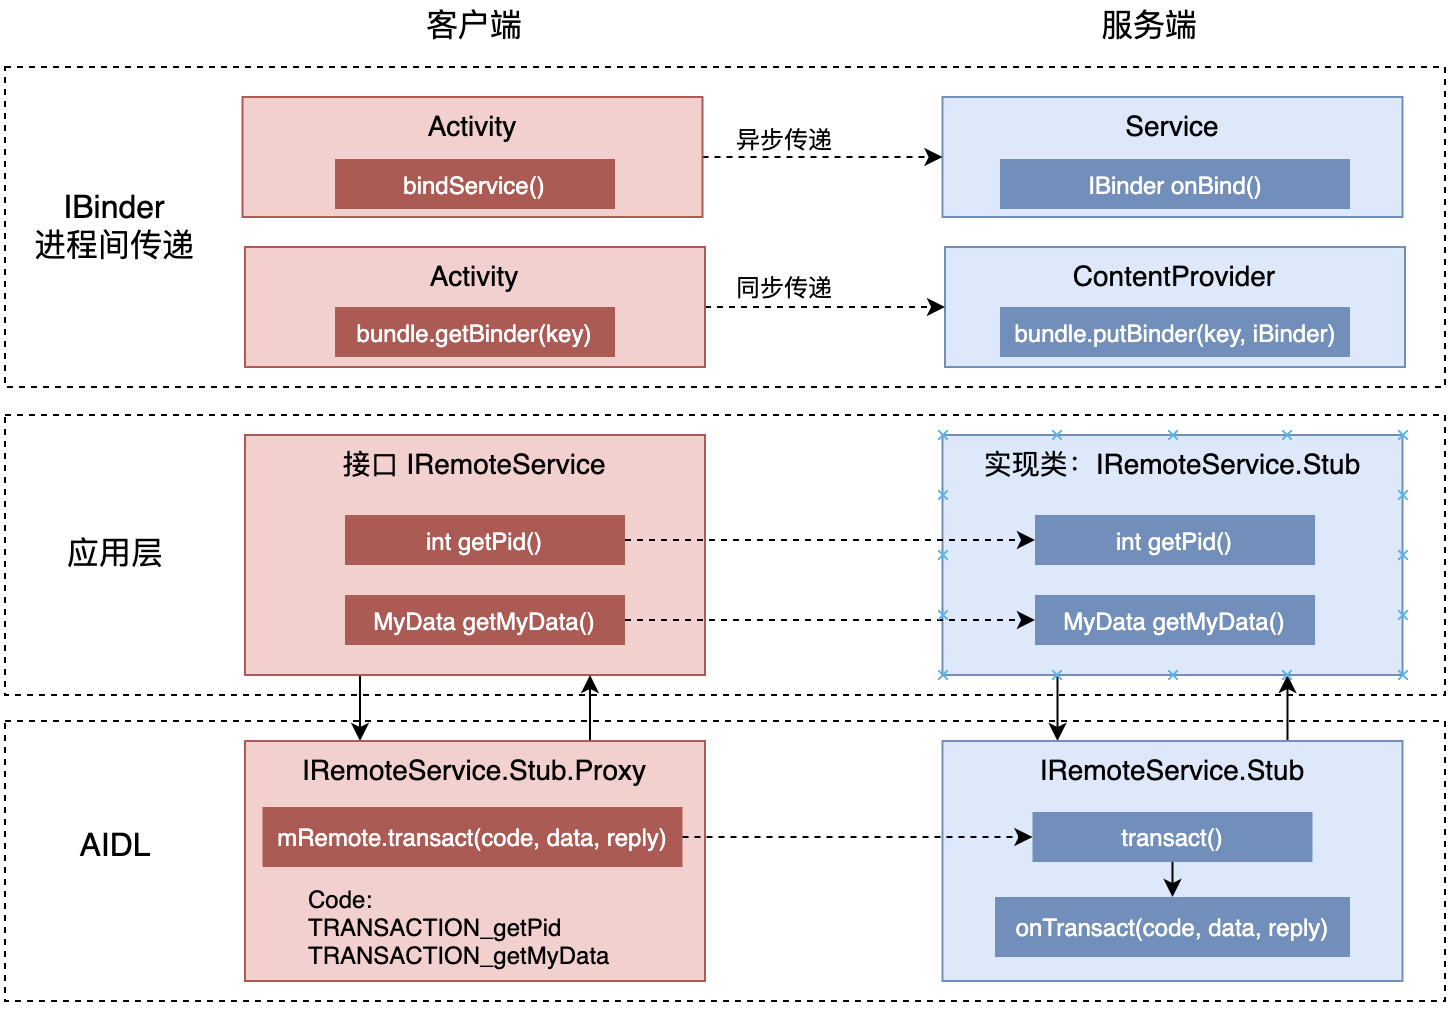 客户端
服务端
IBinder
进程间传递
Activity
bindService()
异步传递
Service
IBinder onBind()
Activity
bundle.getBinder(key)
同步传递
ContentProvider
bundle.putBinder(key, iBinder)
应用层
接口 IRemoteService
int getPid()
MyData getMyData()
实现类：IRemoteService.Stub
int getPid()
MyData getMyData()
AIDL
IRemoteService.Stub.Proxy
mRemote.transact(code, data, reply)
Code:
TRANSACTION_getPid
TRANSACTION_getMyData
IRemoteService.Stub
transact()
onTransact(code, data, reply)